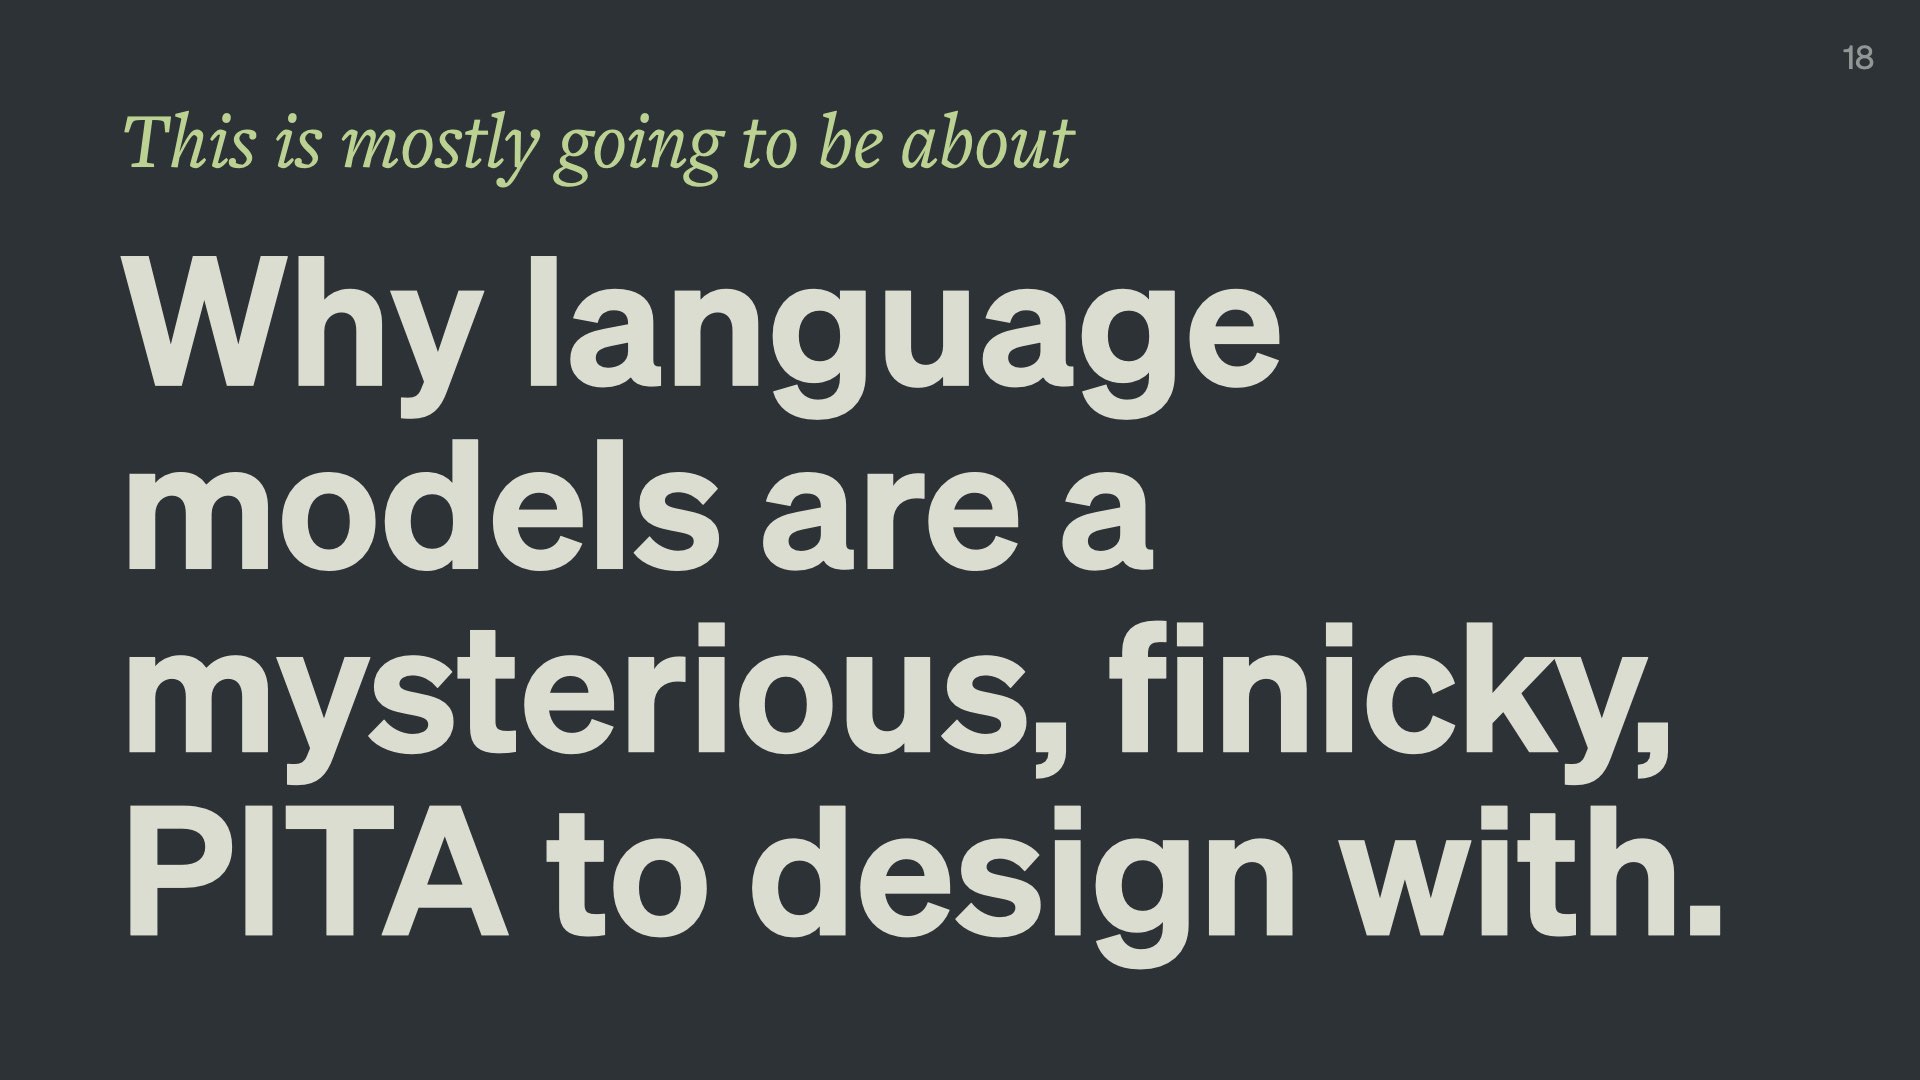 18
This is mostly going to be about
Why language
models are a
mysterious, finicky,
PITA to design with.